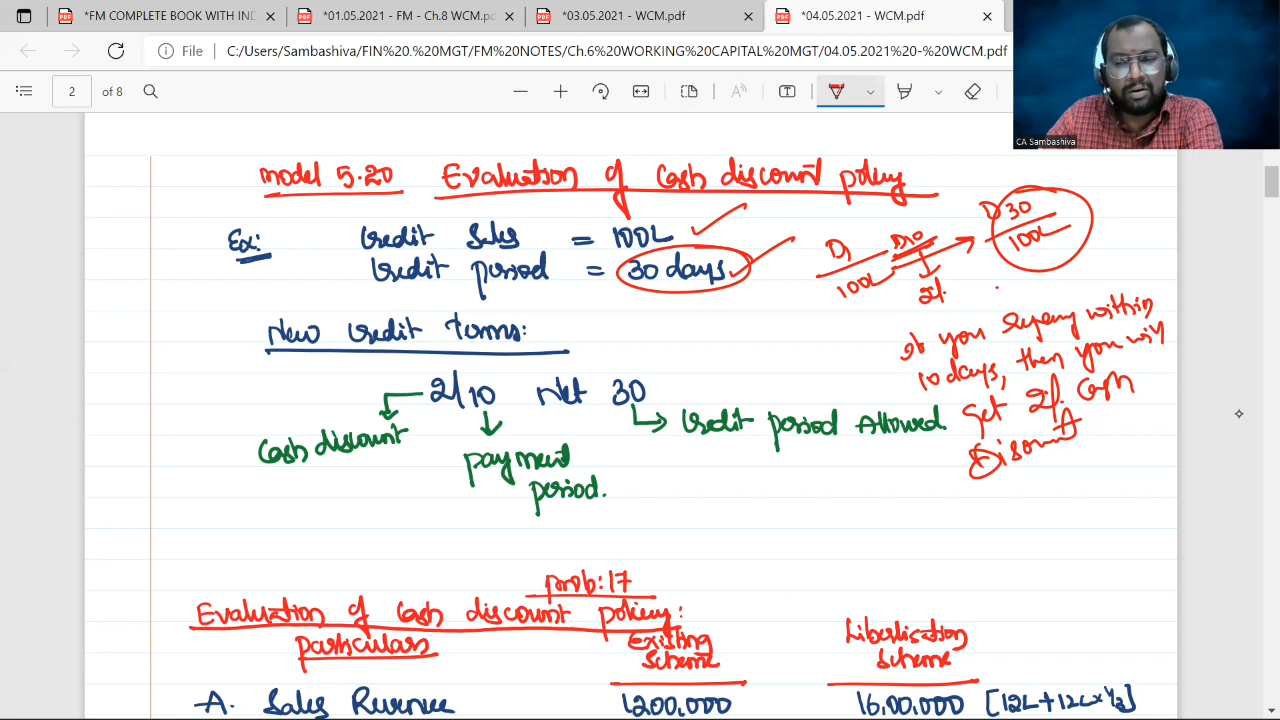 *FM COMPLETE BOOK WITH IND
*01.05.2021 - FM - Ch.8 WCM.pd
*03.05.2021 - WCM.pdf
*04.05.2021 - WCM.pdf
File
C:/Users/Sambashiva/FIN%20.%20MGT/FM%20NOTES/Ch.6%20WORKING%20CAPITAL%20MGT/04.05.2021%20-%20WCM.pdf
2 of 8
CA Sambashiva
model 5.20 Evaluation of Cash discount policy
Ex: Credit Sales = 100L
Credit period = 30 days
D1 D10 D30
100L 2% 100L
New credit terms:
If you repay within
10 days, then you will
get 2% Cash
Discount
2/10 Net 30
Cash discount
payment
period.
Credit period Allowed.
prob:17
Evaluation of Cash discount policy:
particulars
Existing
Scheme
Scheme
A. Sales Revenue 1200,000 16,00,000 [12L+12L×1/3]